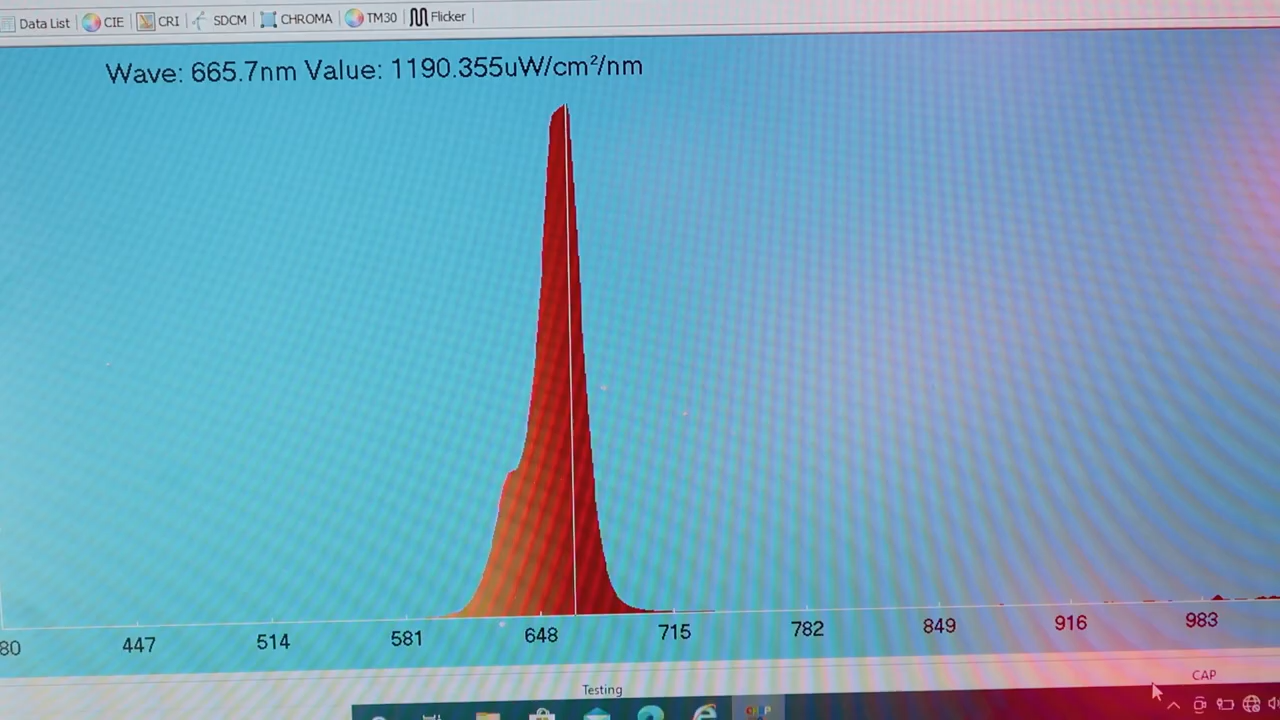 Data List CIE CRI SDCM CHROMA TM30 Flicker
Wave: 665.7nm Value: 1190.355uW/cm²/nm
80 447 514 581 648 715 782 849 916 983
Testing CAP